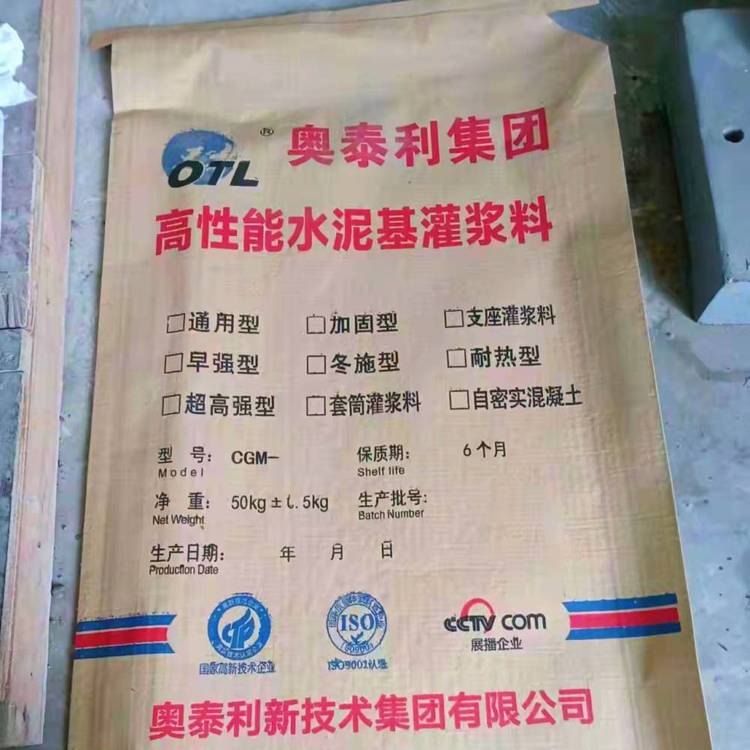 OTL® 奥泰利集团
高性能水泥基灌浆料
□通用型 □加固型 □支座灌浆料
□早强型 □冬施型 □耐热型
□超高强型 □套筒灌浆料 □自密实混凝土
型 号: CGM- 保质期: 6个月
Model Shelf life
净 重: 50kg±0.5kg 生产批号:
Net Weight Batch Number
生产日期: 年 月 日
Production Date
ISO
CCTV com
国家高新技术企业 ISO9001认证 展播企业
奥泰利新技术集团有限公司